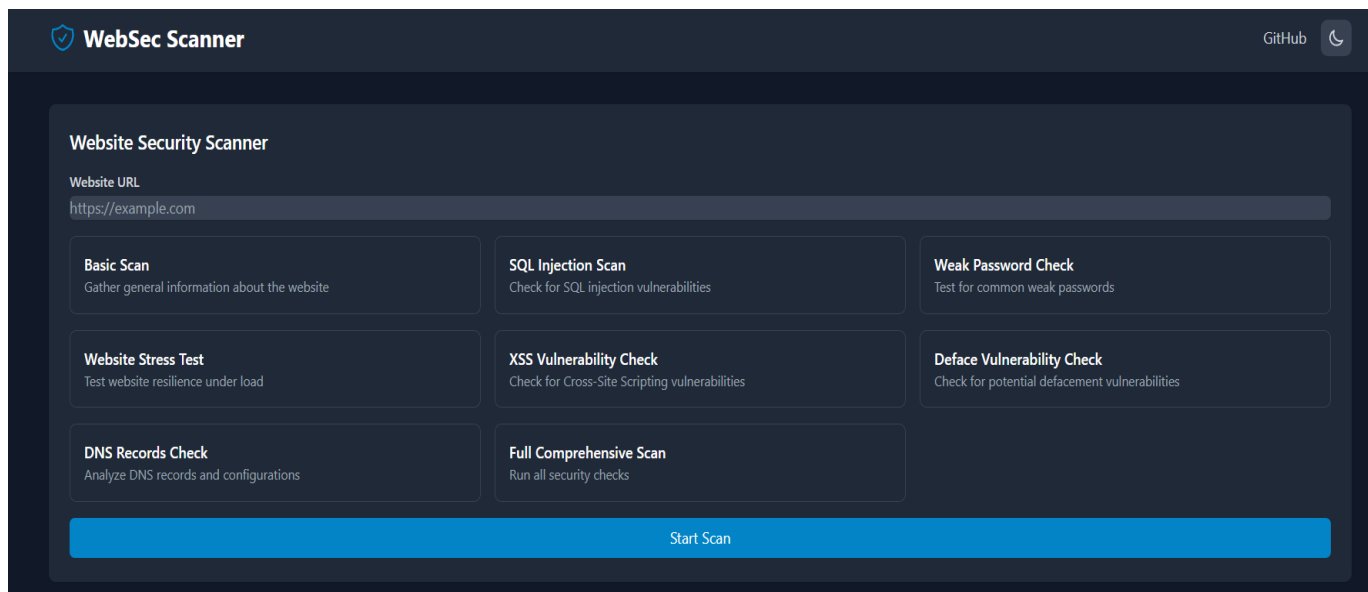 WebSec Scanner
GitHub
Website Security Scanner
Website URL
https://example.com
Basic Scan
Gather general information about the website
SQL Injection Scan
Check for SQL injection vulnerabilities
Weak Password Check
Test for common weak passwords
Website Stress Test
Test website resilience under load
XSS Vulnerability Check
Check for Cross-Site Scripting vulnerabilities
Deface Vulnerability Check
Check for potential defacement vulnerabilities
DNS Records Check
Analyze DNS records and configurations
Full Comprehensive Scan
Run all security checks
Start Scan